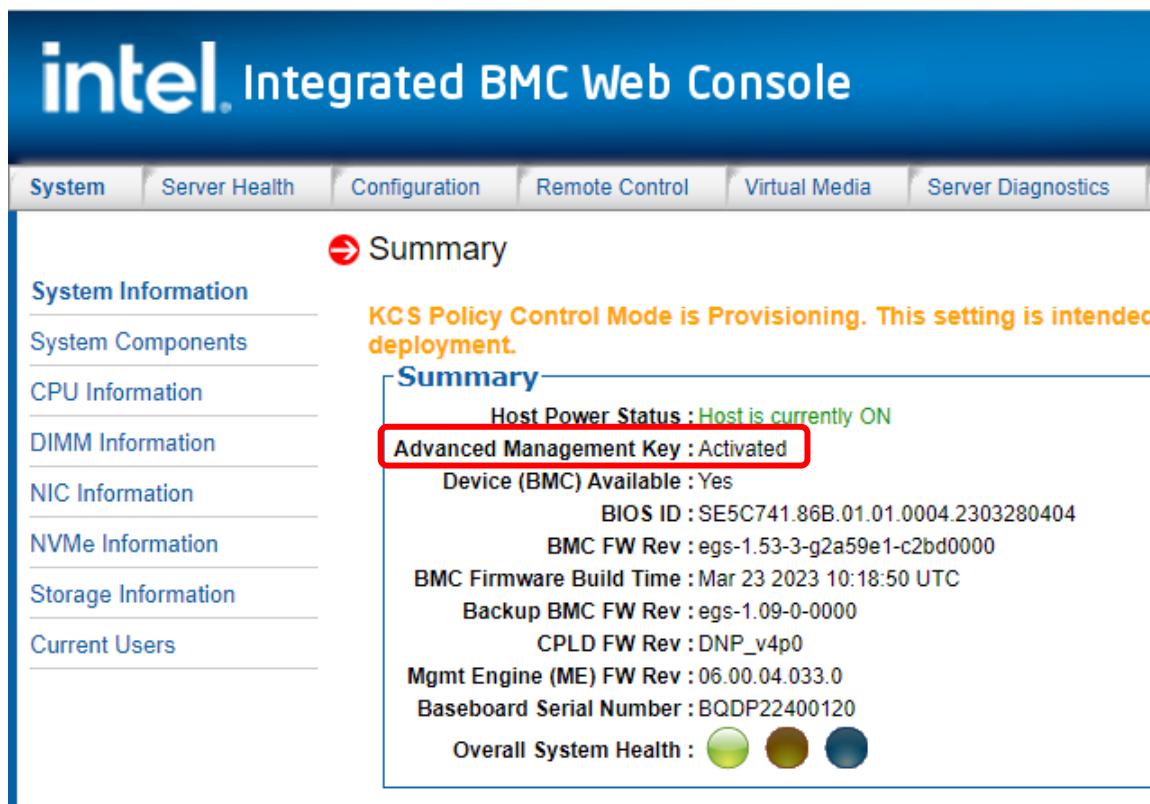 intel. Integrated BMC Web Console
System Server Health Configuration Remote Control Virtual Media Server Diagnostics
Summary
System Information
System Components
CPU Information
DIMM Information
NIC Information
NVMe Information
Storage Information
Current Users
KCS Policy Control Mode is Provisioning. This setting is intended
deployment.
Summary
Host Power Status : Host is currently ON
Advanced Management Key : Activated
Device (BMC) Available : Yes
BIOS ID : SE5C741.86B.01.01.0004.2303280404
BMC FW Rev : egs-1.53-3-g2a59e1-c2bd0000
BMC Firmware Build Time : Mar 23 2023 10:18:50 UTC
Backup BMC FW Rev : egs-1.09-0-0000
CPLD FW Rev : DNP_v4p0
Mgmt Engine (ME) FW Rev : 06.00.04.033.0
Baseboard Serial Number : BQDP22400120
Overall System Health :